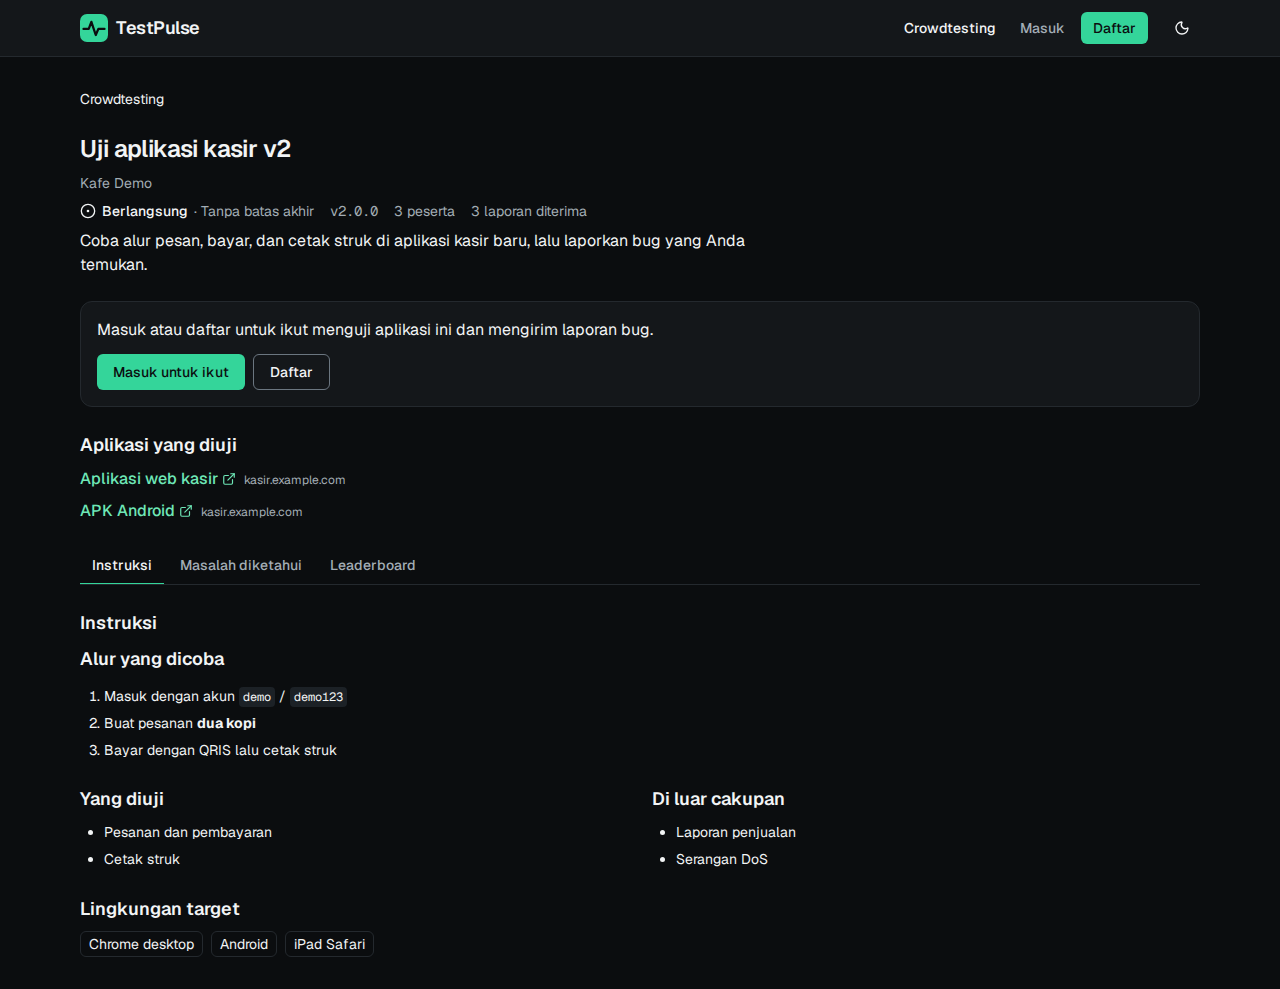 TestPulse
Crowdtesting
Masuk
Daftar
Crowdtesting
Uji aplikasi kasir v2
Kafe Demo
Berlangsung · Tanpa batas akhir v2.0.0 3 peserta 3 laporan diterima
Coba alur pesan, bayar, dan cetak struk di aplikasi kasir baru, lalu laporkan bug yang Anda
temukan.
Masuk atau daftar untuk ikut menguji aplikasi ini dan mengirim laporan bug.
Masuk untuk ikut
Daftar
Aplikasi yang diuji
Aplikasi web kasir kasir.example.com
APK Android kasir.example.com
Instruksi
Masalah diketahui
Leaderboard
Instruksi
Alur yang dicoba
1. Masuk dengan akun demo / demo123
2. Buat pesanan dua kopi
3. Bayar dengan QRIS lalu cetak struk
Yang diuji
• Pesanan dan pembayaran
• Cetak struk
Di luar cakupan
• Laporan penjualan
• Serangan DoS
Lingkungan target
Chrome desktop
Android
iPad Safari